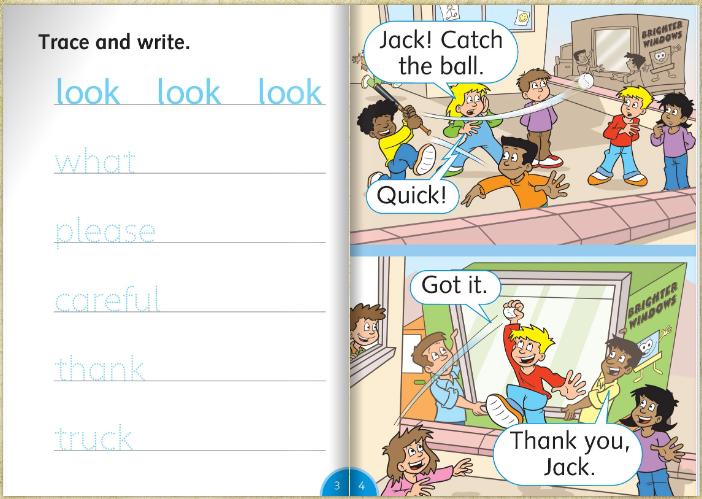 Trace and write.
look look look
what
please
careful
thank
truck
3
Jack! Catch
the ball.
BRIGHTER
WINDOWS
Quick!
Got it.
BRIGHTER
WINDOWS
Thank you,
Jack.
4